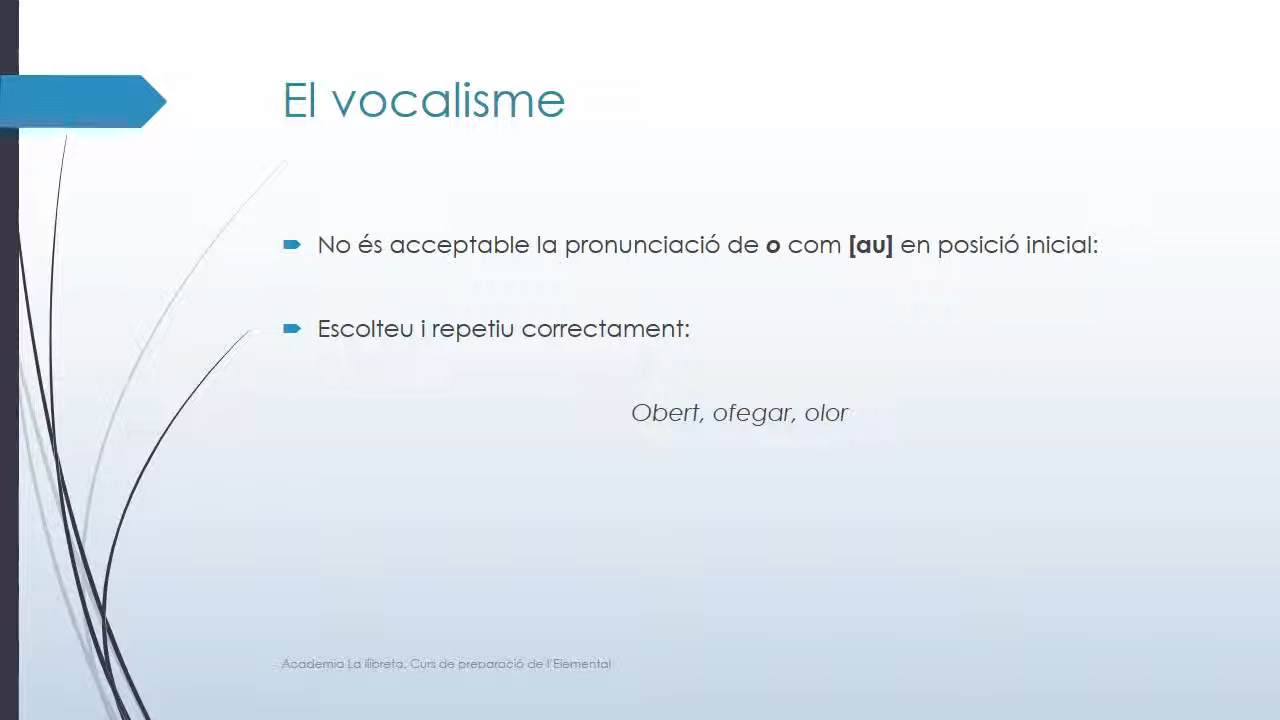 El vocalisme
No és acceptable la pronunciació de o com [au] en posició inicial:
Escolteu i repetiu correctament:
Obert, ofegar, olor
Academia La llibreta. Curs de preparació de l'Elemental